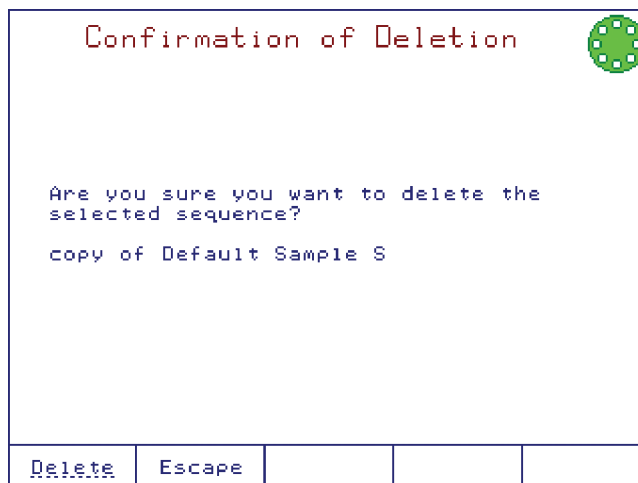 Confirmation of Deletion
Are you sure you want to delete the
selected sequence?
copy of Default Sample S
Delete
Escape